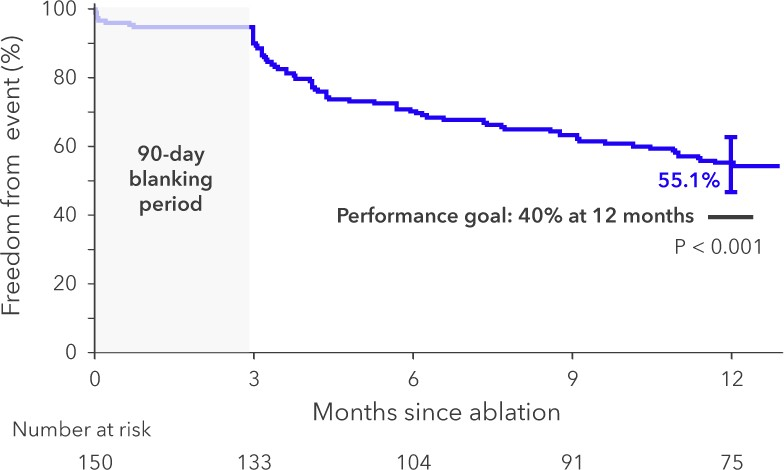 100
80
60
40
20
0
Freedom from event (%)
90-day
blanking
period
55.1%
Performance goal: 40% at 12 months
P < 0.001
0 3 6 9 12
Months since ablation
Number at risk
150 133 104 91 75